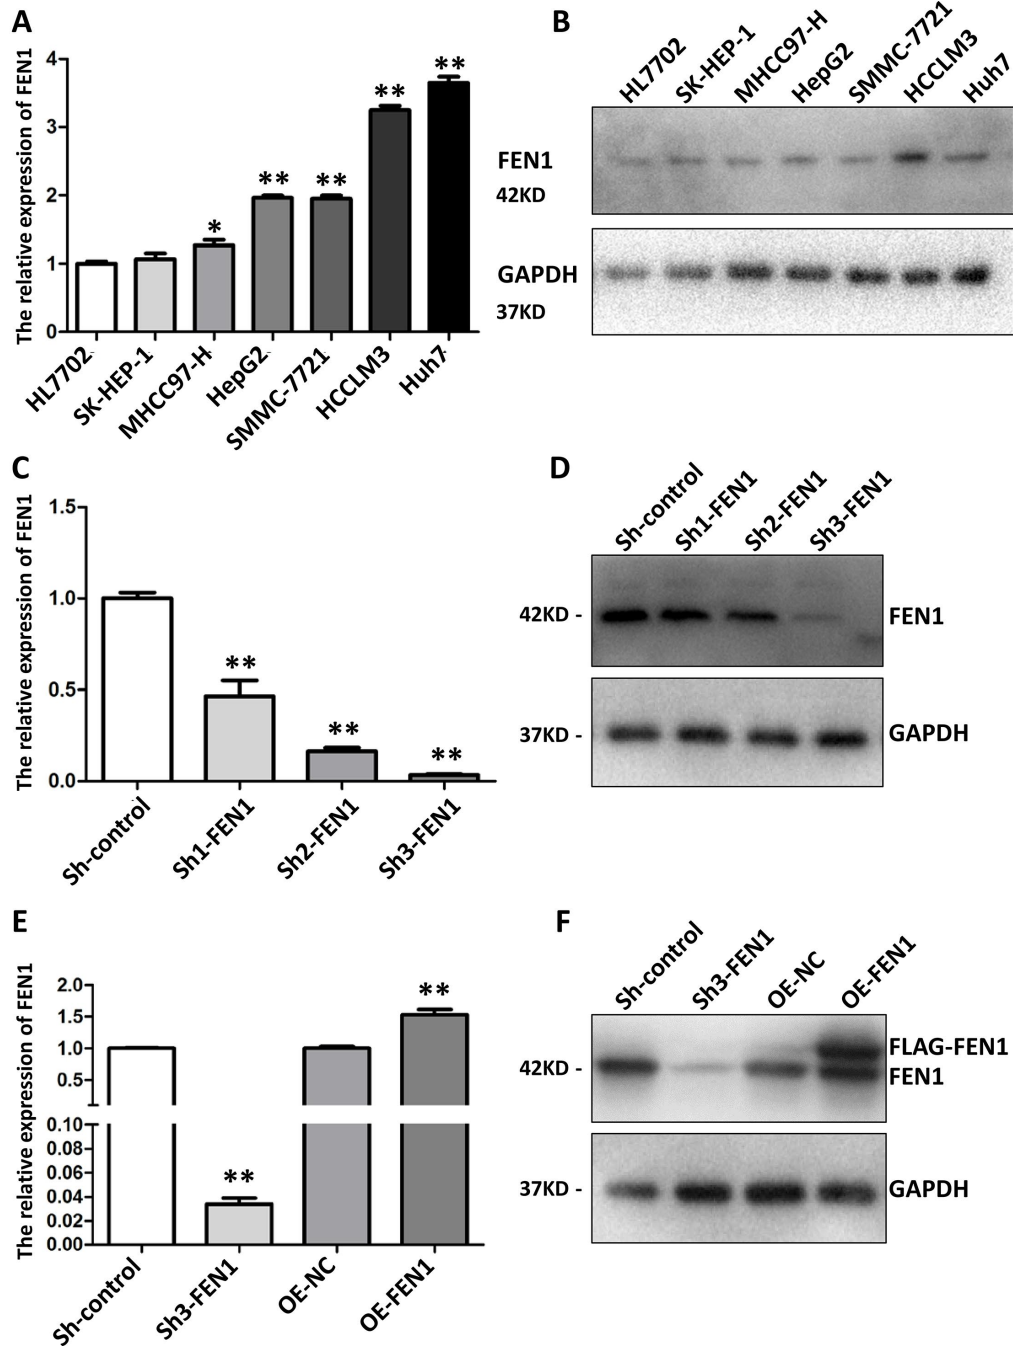 A
The relative expression of FEN1
4
3
2
1
0
*
**
**
**
**
HL7702
SK-HEP-1
MHCC97-H
HepG2
SMMC-7721
HCCLM3
Huh7
B
HL7702
SK-HEP-1
MHCC97-H
HepG2
SMMC-7721
HCCLM3
Huh7
FEN1
42KD
GAPDH
37KD
C
The relative expression of FEN1
1.5
1.0
0.5
0.0
**
**
**
Sh-control
Sh1-FEN1
Sh2-FEN1
Sh3-FEN1
D
Sh-control
Sh1-FEN1
Sh2-FEN1
Sh3-FEN1
42KD -
FEN1
37KD -
GAPDH
E
The relative expression of FEN1
2.0
1.5
1.0
0.5
0.10
0.08
0.06
0.04
0.02
0.00
**
**
Sh-control
Sh3-FEN1
OE-NC
OE-FEN1
F
Sh-control
Sh3-FEN1
OE-NC
OE-FEN1
42KD -
FLAG-FEN1
FEN1
37KD -
GAPDH